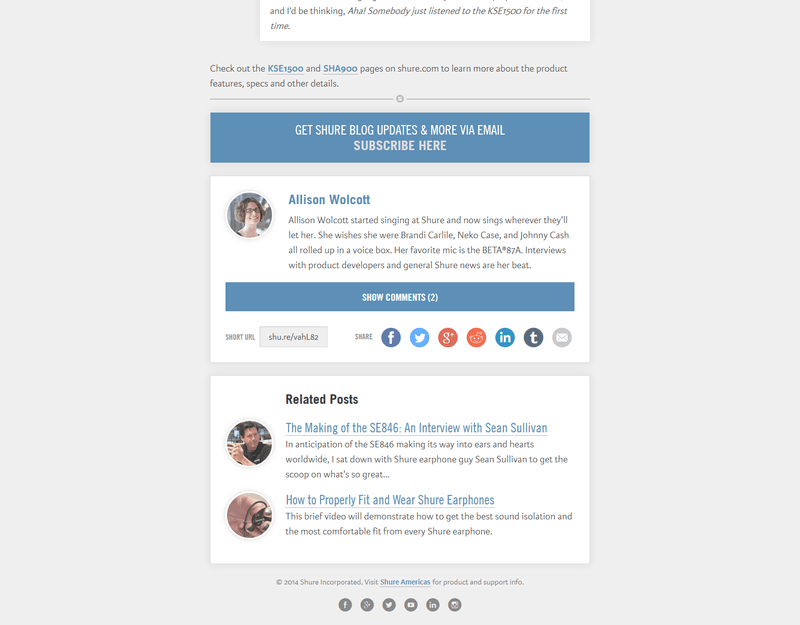 and I'd be thinking, Aha! Somebody just listened to the KSE1500 for the first
time.
Check out the KSE1500 and SHA900 pages on shure.com to learn more about the product
features, specs and other details.
GET SHURE BLOG UPDATES & MORE VIA EMAIL
SUBSCRIBE HERE
Allison Wolcott
Allison Wolcott started singing at Shure and now sings wherever they'll
let her. She wishes she were Brandi Carlile, Neko Case, and Johnny Cash
all rolled up in a voice box. Her favorite mic is the BETA®87A. Interviews
with product developers and general Shure news are her beat.
SHOW COMMENTS (2)
SHORT URL shu.re/vahL82 SHARE
Related Posts
The Making of the SE846: An Interview with Sean Sullivan
In anticipation of the SE846 making its way into ears and hearts
worldwide, I sat down with Shure earphone guy Sean Sullivan to get the
scoop on what's so great...
How to Properly Fit and Wear Shure Earphones
This brief video will demonstrate how to get the best sound isolation and
the most comfortable fit from every Shure earphone.
© 2014 Shure Incorporated. Visit Shure Americas for product and support info.